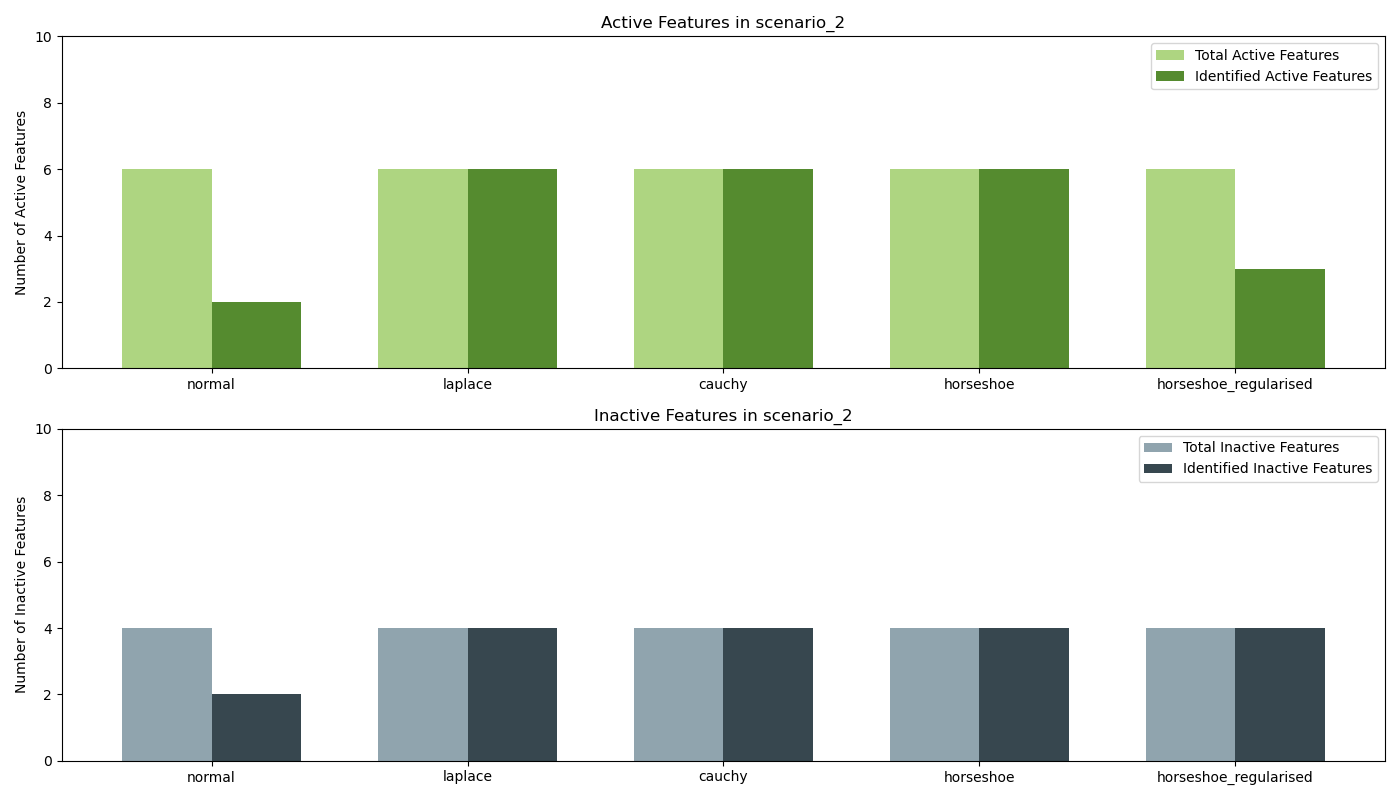 Active Features in scenario_2
Number of Active Features
10
8
6
4
2
0
Total Active Features
Identified Active Features
normal laplace cauchy horseshoe horseshoe_regularised
Inactive Features in scenario_2
Number of Inactive Features
10
8
6
4
2
0
Total Inactive Features
Identified Inactive Features
normal laplace cauchy horseshoe horseshoe_regularised